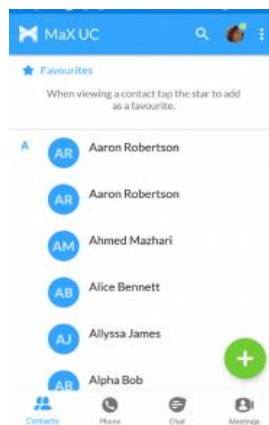 MaX UC
Favourites
When viewing a contact tap the star to add
as a favourite.
A
AR Aaron Robertson
AR Aaron Robertson
AM Ahmed Mazhari
AB Alice Bennett
AJ Allyssa James
AB Alpha Bob
Contacts Phone Chat Meetings